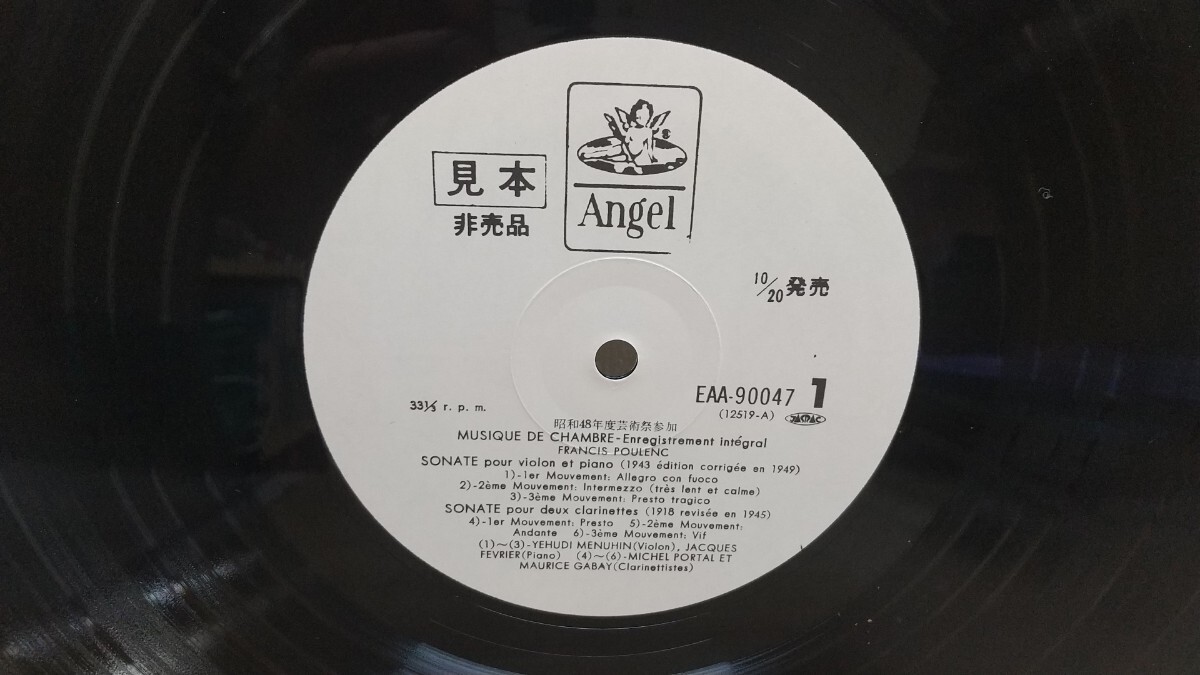 見本
非売品
Angel
10/20 発売
EAA-90047 1
(12519-A)
33⅓ r. p. m.
昭和48年度芸術祭参加
MUSIQUE DE CHAMBRE-Enregistrement intégral
FRANCIS POULENC
SONATE pour violon et piano (1943 édition corrigée en 1949)
1)-1er Mouvement: Allegro con fuoco
2)-2ème Mouvement: Intermezzo (très lent et calme)
3)-3ème Mouvement: Presto tragico
SONATE pour deux clarinettes (1918 revisée en 1945)
4)-1er Mouvement: Presto 5)-2ème Mouvement:
Andante 6)-3ème Mouvement: Vif
(1)～(3)-YEHUDI MENUHIN(Violon), JACQUES
FEVRIER(Piano) (4)～(6)-MICHEL PORTAL ET
MAURICE GABAY(Clarinettistes)